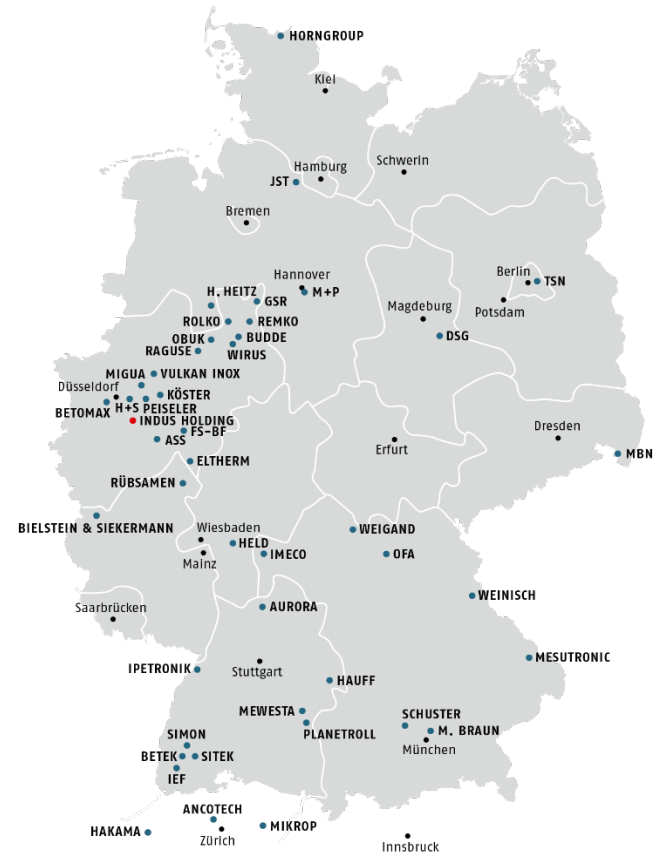 HORNGROUP
Kiel
Hamburg
Schwerin
JST
Bremen
Hannover
M+P
Berlin
TSN
H. HEITZ
GSR
Magdeburg
Potsdam
ROLKO
REMKO
OBUK
BUDDE
DSG
RAGUSE
WIRUS
MIGUA
VULKAN INOX
Düsseldorf
KÖSTER
BETOMAX
H+S
PEISELER
INDUS HOLDING
FS-BF
ASS
Erfurt
Dresden
MBN
ELTHERM
RÜBSAMEN
BIELSTEIN & SIEKERMANN
Wiesbaden
WEIGAND
HELD
IMECO
OFA
Mainz
WEINISCH
Saarbrücken
AURORA
MESUTRONIC
IPETRONIK
Stuttgart
HAUFF
MEWESTA
SCHUSTER
PLANETROLL
M. BRAUN
SIMON
München
BETEK
SITEK
IEF
ANCOTECH
HAKAMA
MIKROP
Zürich
Innsbruck